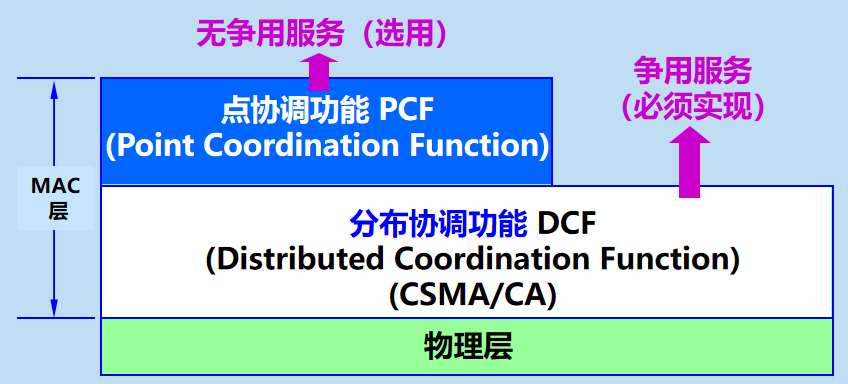 无争用服务（选用）
争用服务
（必须实现）
点协调功能 PCF
(Point Coordination Function)
MAC
层
分布协调功能 DCF
(Distributed Coordination Function)
(CSMA/CA)
物理层